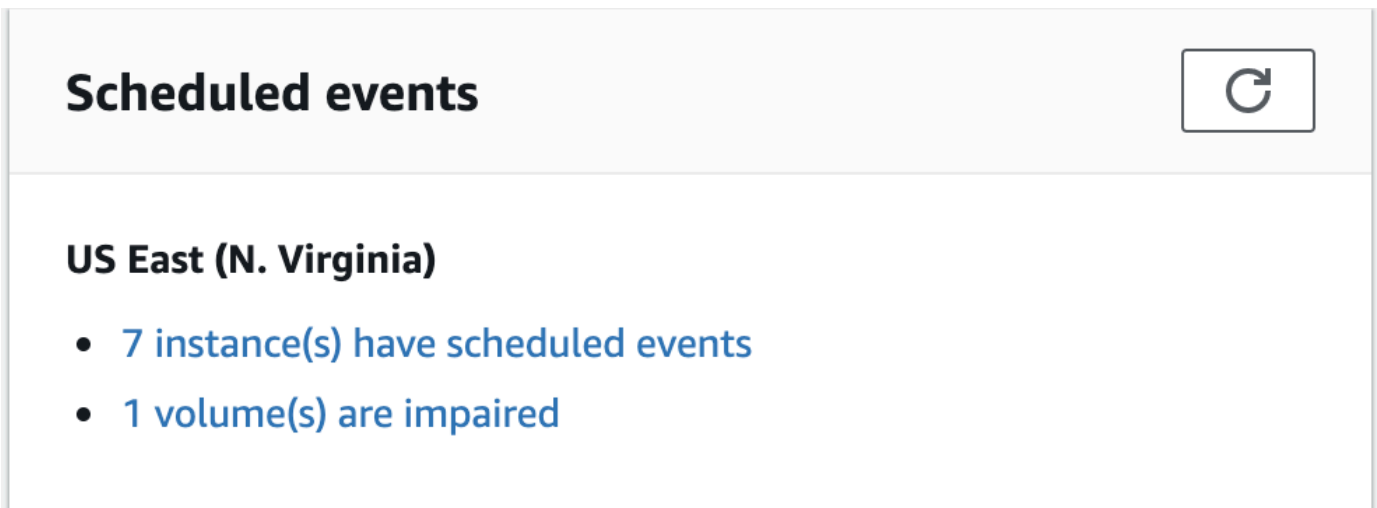 Scheduled events
US East (N. Virginia)
7 instance(s) have scheduled events
1 volume(s) are impaired